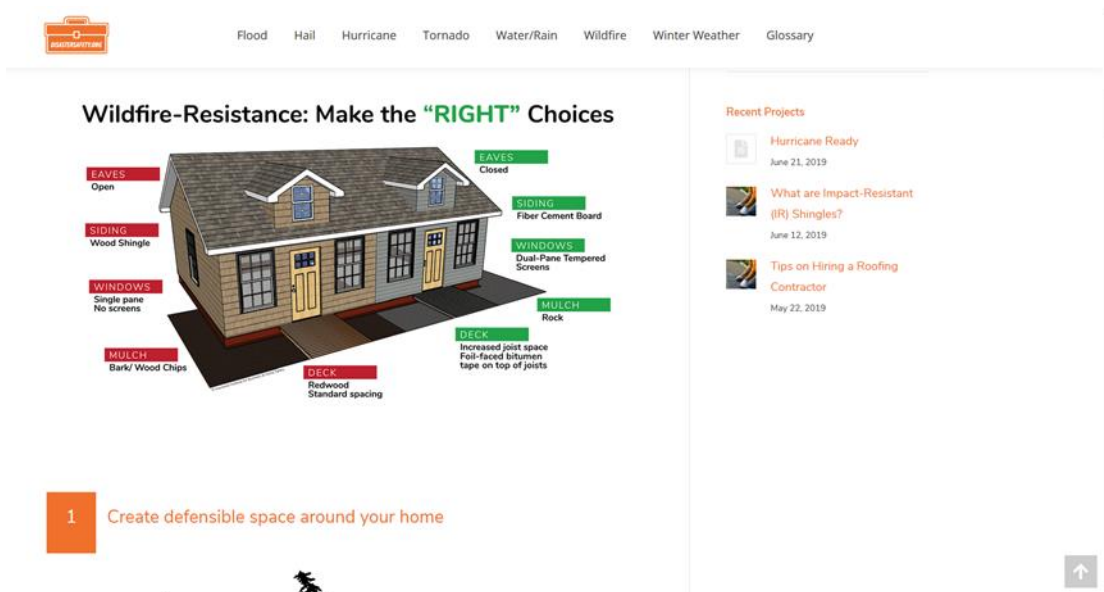 DISASTERSAFETY.ORG
Flood Hail Hurricane Tornado Water/Rain Wildfire Winter Weather Glossary
Wildfire-Resistance: Make the “RIGHT” Choices
EAVES
Open
SIDING
Wood Shingle
WINDOWS
Single pane
No screens
MULCH
Bark/ Wood Chips
DECK
Redwood
Standard spacing
EAVES
Closed
SIDING
Fiber Cement Board
WINDOWS
Dual-Pane Tempered
Screens
MULCH
Rock
DECK
Increased joist space
Foil-faced bitumen
tape on top of joists
1 Create defensible space around your home
Recent Projects
Hurricane Ready
June 21, 2019
What are Impact-Resistant
(IR) Shingles?
June 12, 2019
Tips on Hiring a Roofing
Contractor
May 22, 2019